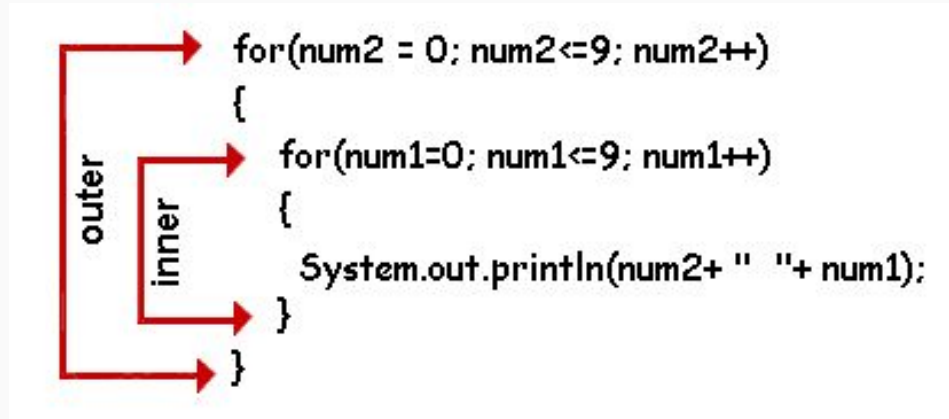 for(num2 = 0; num2<=9; num2++)
{
for(num1=0; num1<=9; num1++)
{
System.out.println(num2+ "  "+ num1);
}
}
outer
inner